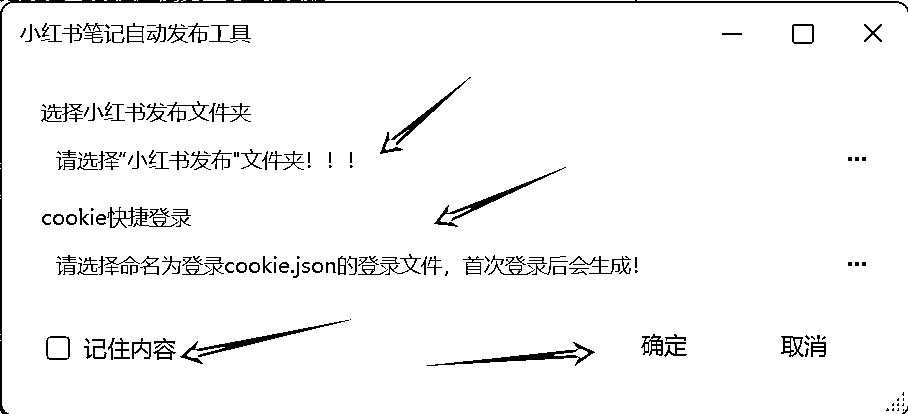 小红书笔记自动发布工具
选择小红书发布文件夹
请选择“小红书发布"文件夹！！！
...
cookie快捷登录
请选择命名为登录cookie.json的登录文件，首次登录后会生成！
...
记住内容
确定
取消